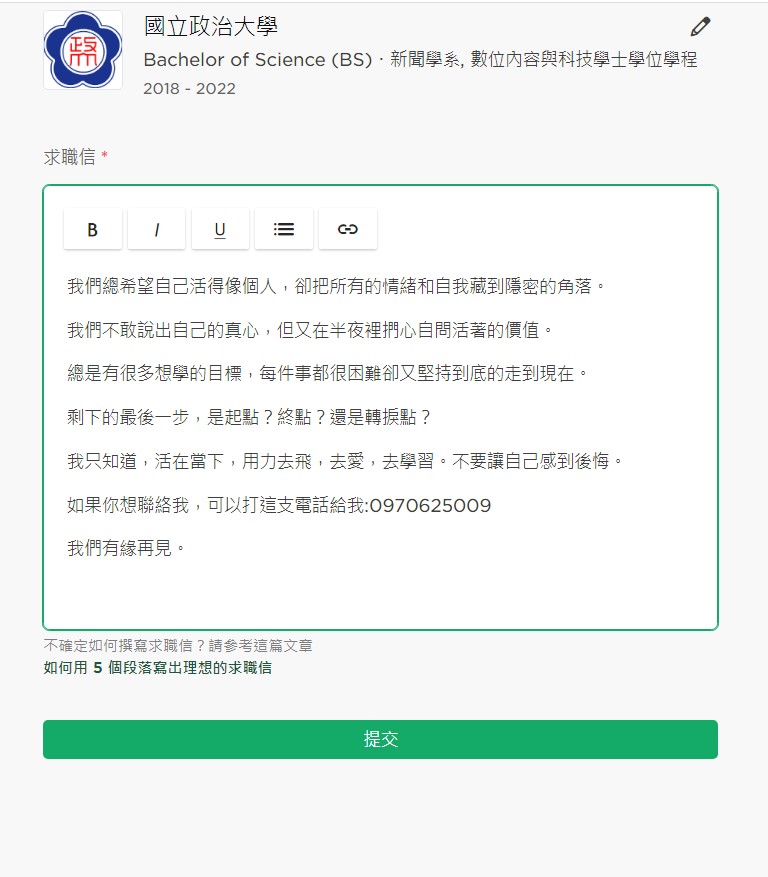 國立政治大學
Bachelor of Science (BS)・新聞學系, 數位內容與科技學士學位學程
2018 - 2022
求職信 *
B I U
我們總希望自己活得像個人，卻把所有的情緒和自我藏到隱密的角落。
我們不敢說出自己的真心，但又在半夜裡捫心自問活著的價值。
總是有很多想學的目標，每件事都很困難卻又堅持到底的走到現在。
剩下的最後一步，是起點？終點？還是轉捩點？
我只知道，活在當下，用力去飛，去愛，去學習。不要讓自己感到後悔。
如果你想聯絡我，可以打這支電話給我:0970625009
我們有緣再見。
不確定如何撰寫求職信？請參考這篇文章
如何用 5 個段落寫出理想的求職信
提交